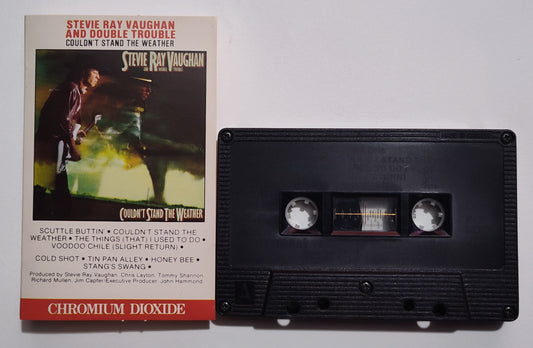 STEVIE RAY VAUGHAN
AND DOUBLE TROUBLE
COULDN'T STAND THE WEATHER
STEVIE RAY VAUGHAN
AND DOUBLE TROUBLE
COULDN'T STAND THE WEATHER
SCUTTLE BUTTIN' • COULDN'T STAND THE
WEATHER • THE THINGS (THAT) I USED TO DO •
VOODOO CHILE (SLIGHT RETURN) •
COLD SHOT • TIN PAN ALLEY • HONEY BEE •
STANG'S SWANG •
Produced by Stevie Ray Vaughan, Chris Layton, Tommy Shannon,
Richard Mullen, Jim Capfer/Executive Producer: John Hammond
CHROMIUM DIOXIDE
A